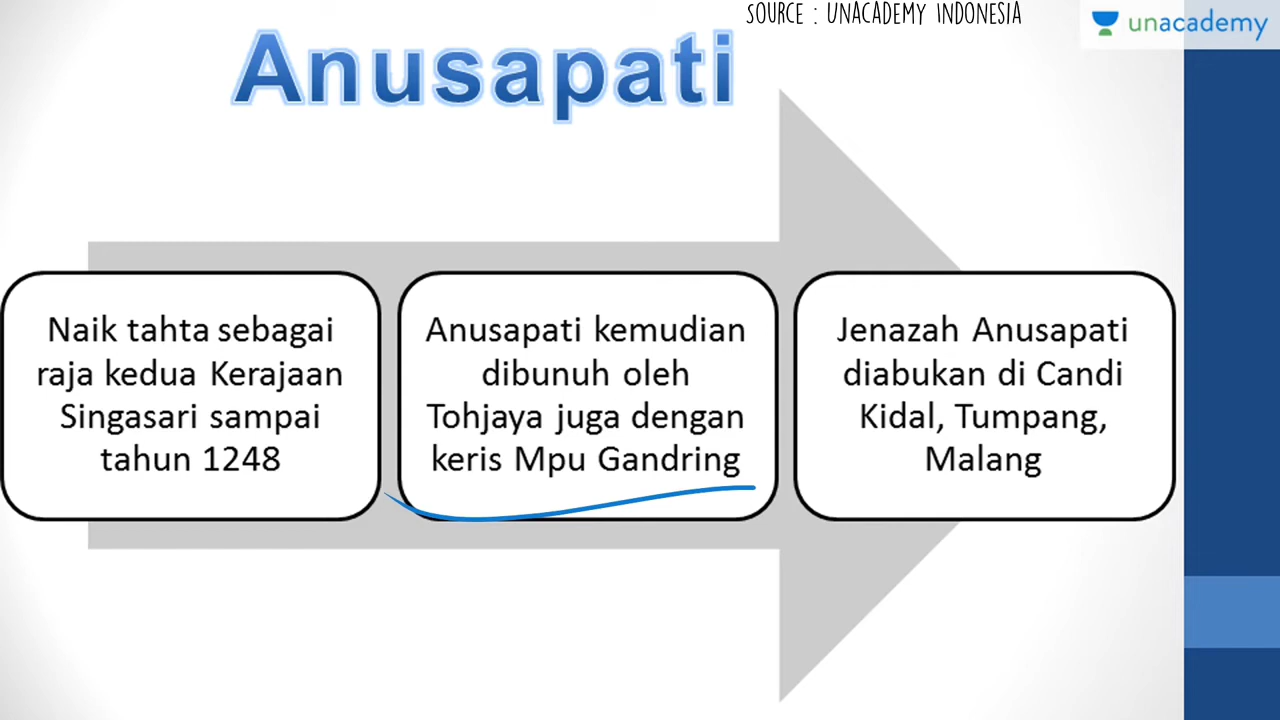 SOURCE : UNACADEMY INDONESIA
unacademy
Anusapati
Naik tahta sebagai
raja kedua Kerajaan
Singasari sampai
tahun 1248
Anusapati kemudian
dibunuh oleh
Tohjaya juga dengan
keris Mpu Gandring
Jenazah Anusapati
diabukan di Candi
Kidal, Tumpang,
Malang